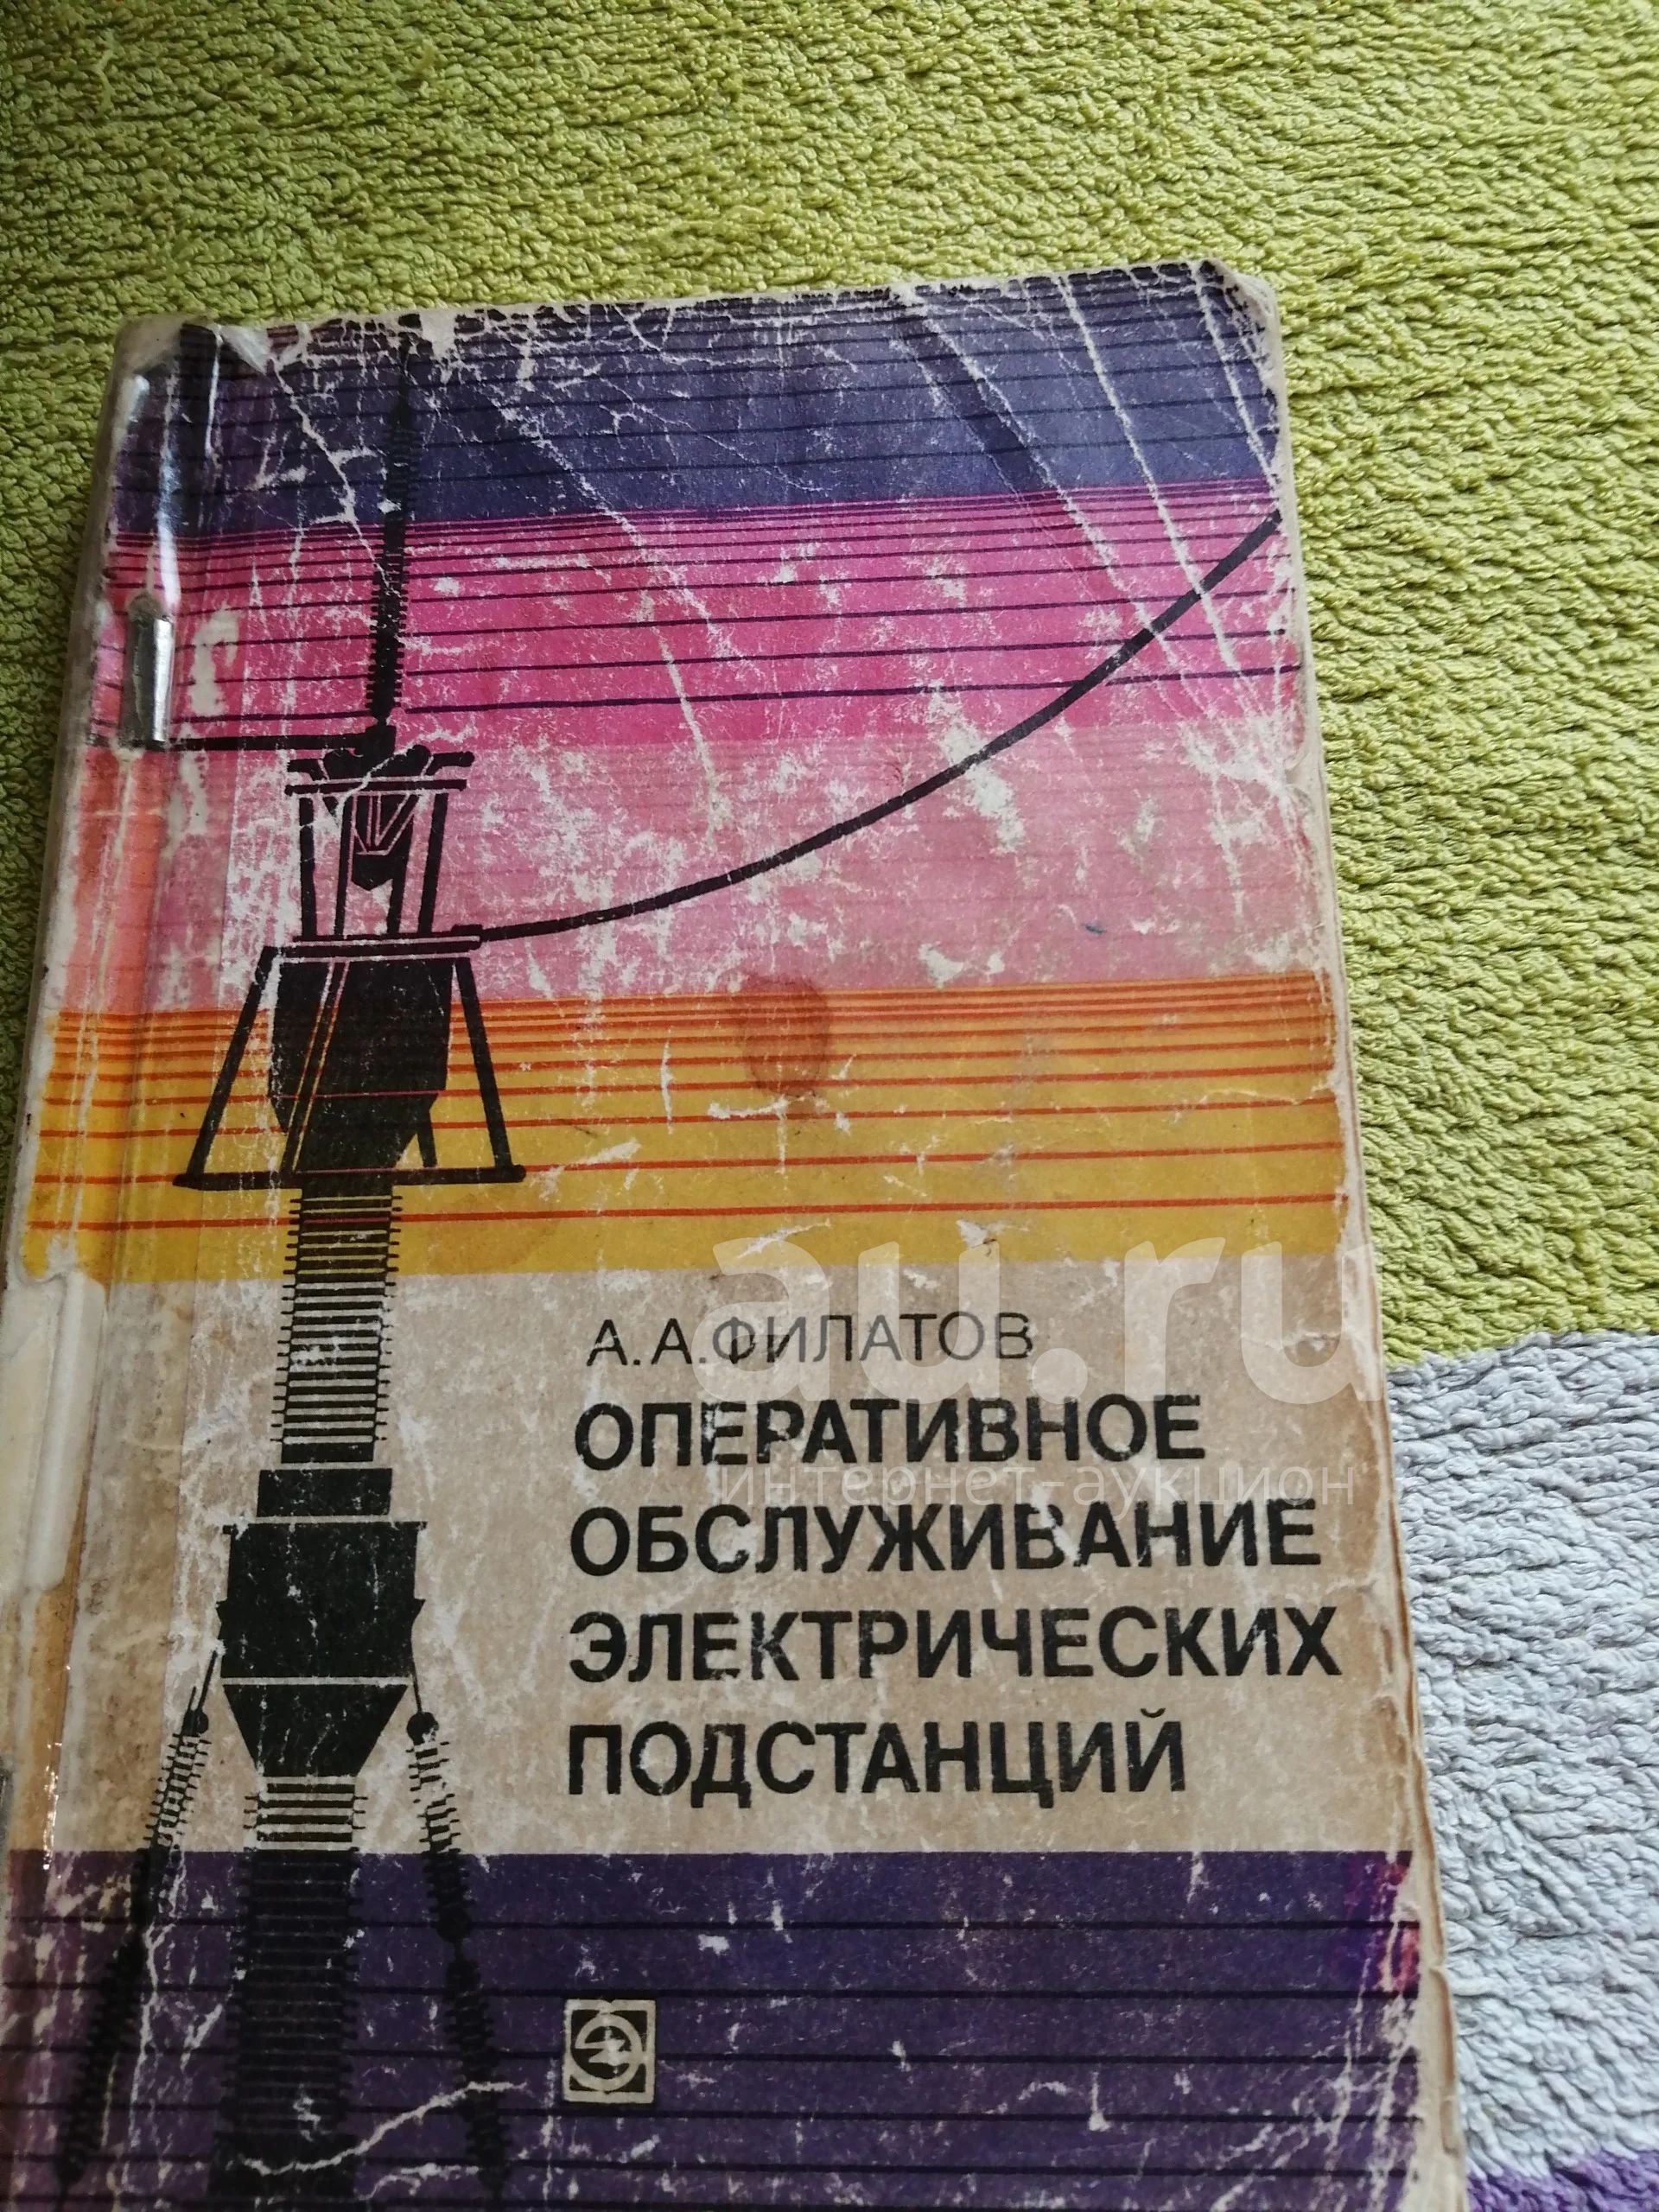 А. А. ФИЛАТОВ
ОПЕРАТИВНОЕ
ОБСЛУЖИВАНИЕ
ЭЛЕКТРИЧЕСКИХ
ПОДСТАНЦИЙ
au.ru
интернет-аукцион